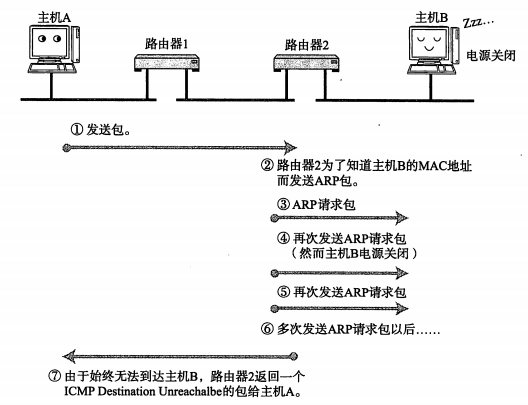 主机A
主机B
Zzz...
路由器1
路由器2
电源关闭
① 发送包。
② 路由器2为了知道主机B的MAC地址
而发送ARP包。
③ ARP请求包
④ 再次发送ARP请求包
（然而主机B电源关闭）
⑤ 再次发送ARP请求包
⑥ 多次发送ARP请求包以后……
⑦ 由于始终无法到达主机B，路由器2返回一个
ICMP Destination Unreachalbe的包给主机A。